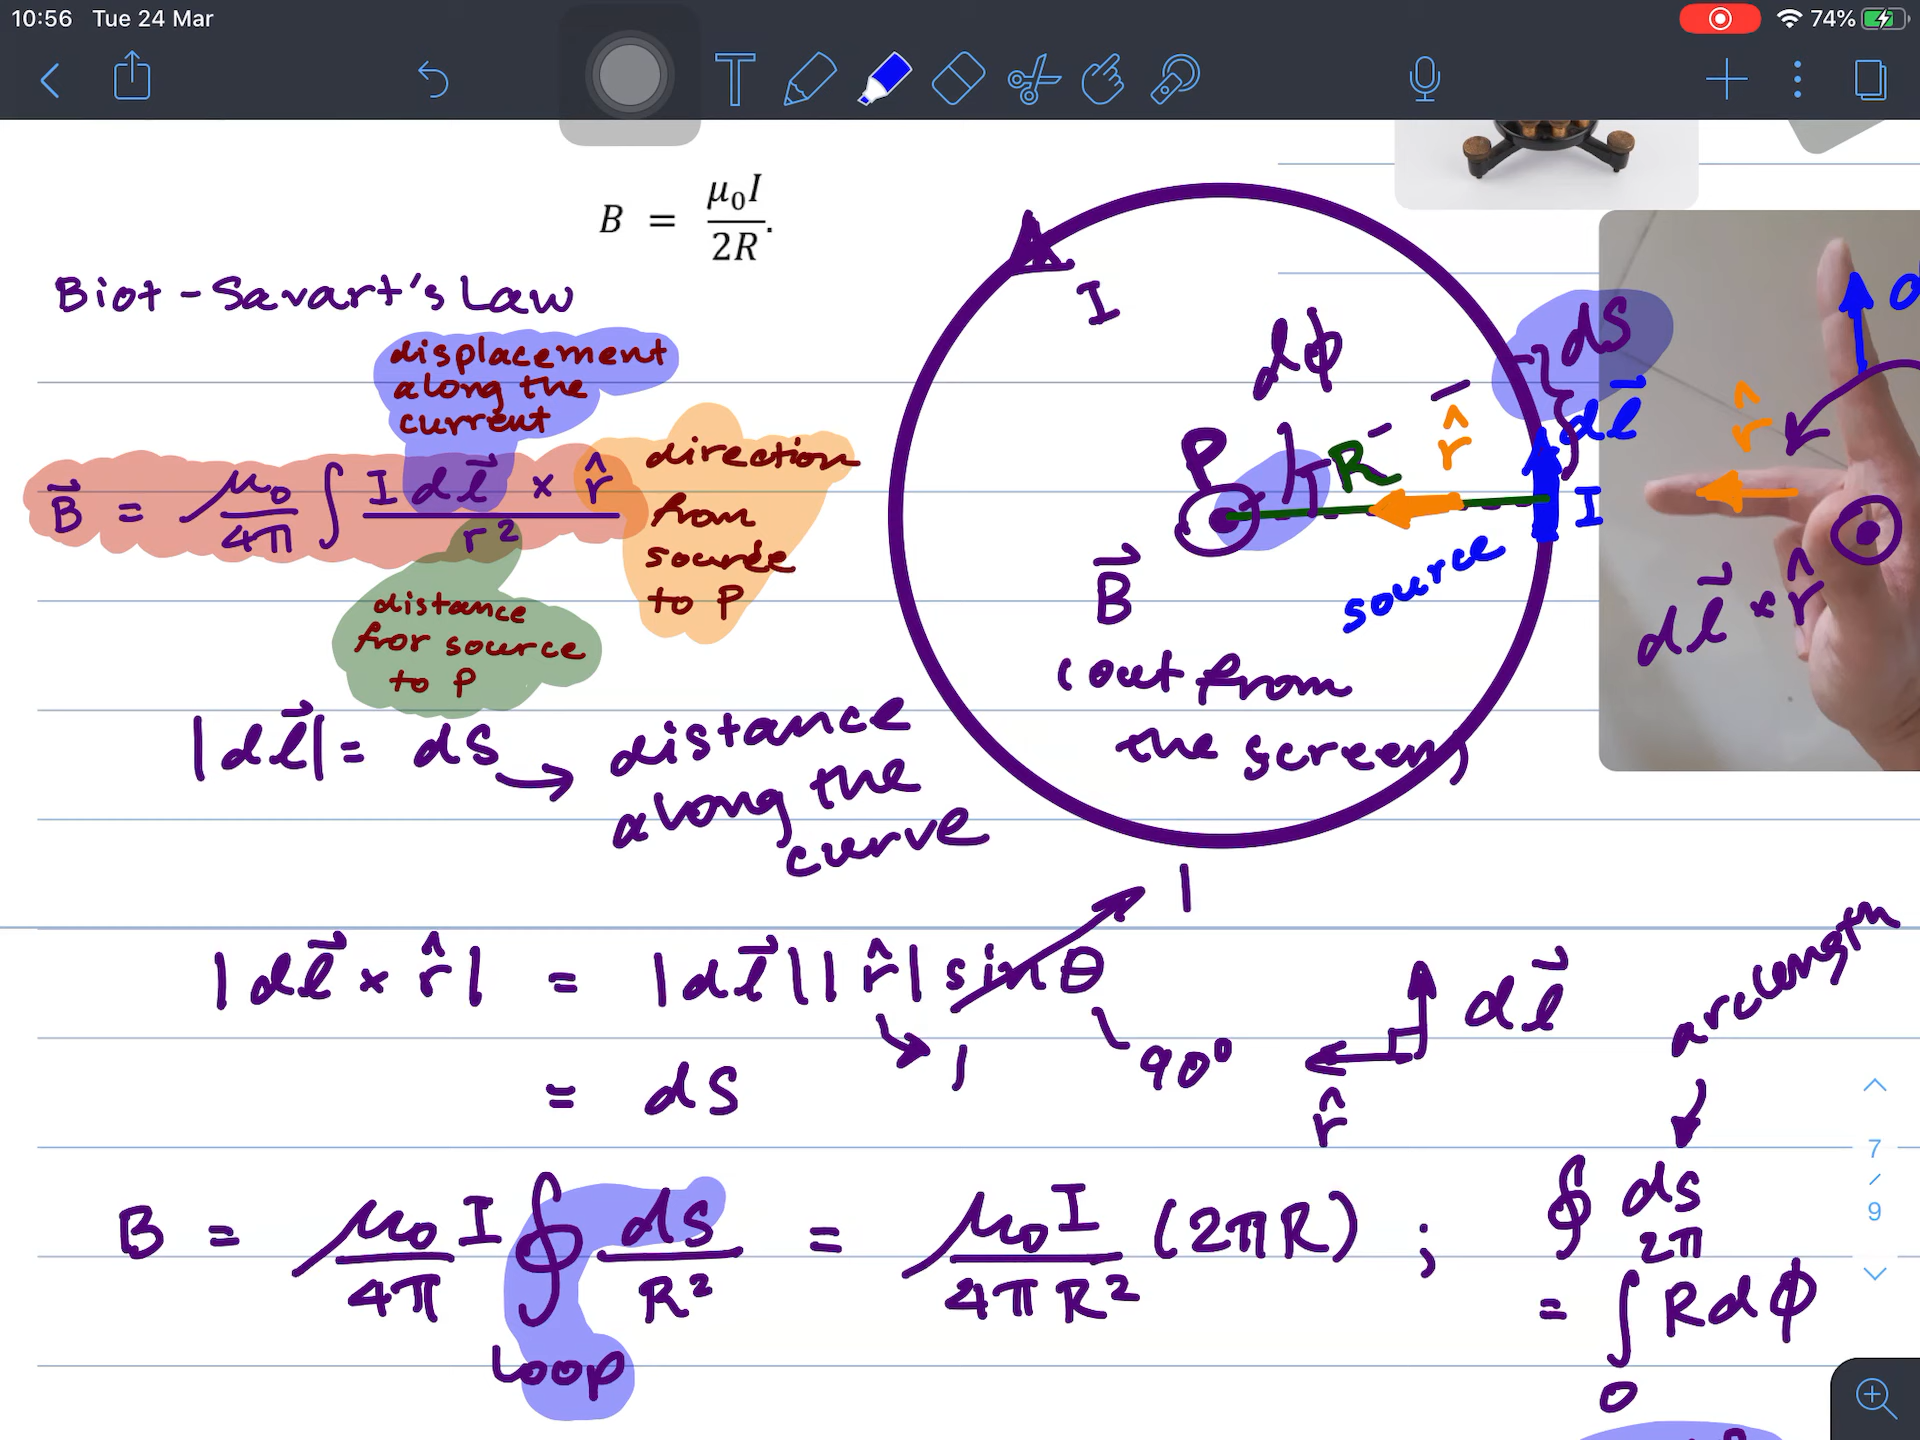 10:56 Tue 24 Mar
74%
B = μ₀I / 2R.
Biot-Savart's Law
displacement
along the
current
B⃗ = μ₀/4π ∫ I dl⃗ × r̂ / r²
direction
from
source
to P
distance
fror source
to P
|dl⃗| = ds → distance
along the
curve
I
dφ
ds
dl⃗
r̂
P
R
I
source
B⃗
(out from
the screen)
r̂
dl⃗ × r̂
|dl⃗ × r̂| = |dl⃗||r̂| sinθ
1
1
90°
dl⃗
r̂
arclength
= ds
B = μ₀I/4π ∮ ds/R² = μ₀I/4πR² (2πR) ; ∮ ds
loop
= ∫₀²π R dφ
7
/
9